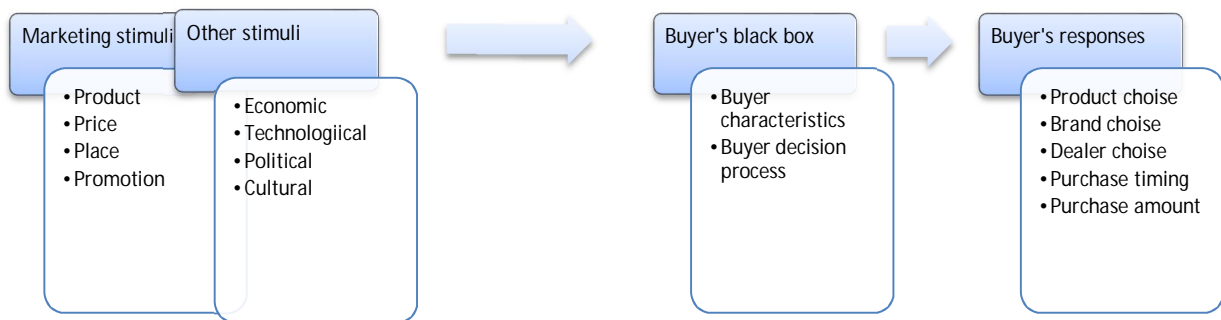 Marketing stimuli
• Product
• Price
• Place
• Promotion
Other stimuli
• Economic
• Technologiical
• Political
• Cultural
Buyer's black box
• Buyer
characteristics
• Buyer decision
process
Buyer's responses
• Product choise
• Brand choise
• Dealer choise
• Purchase timing
• Purchase amount